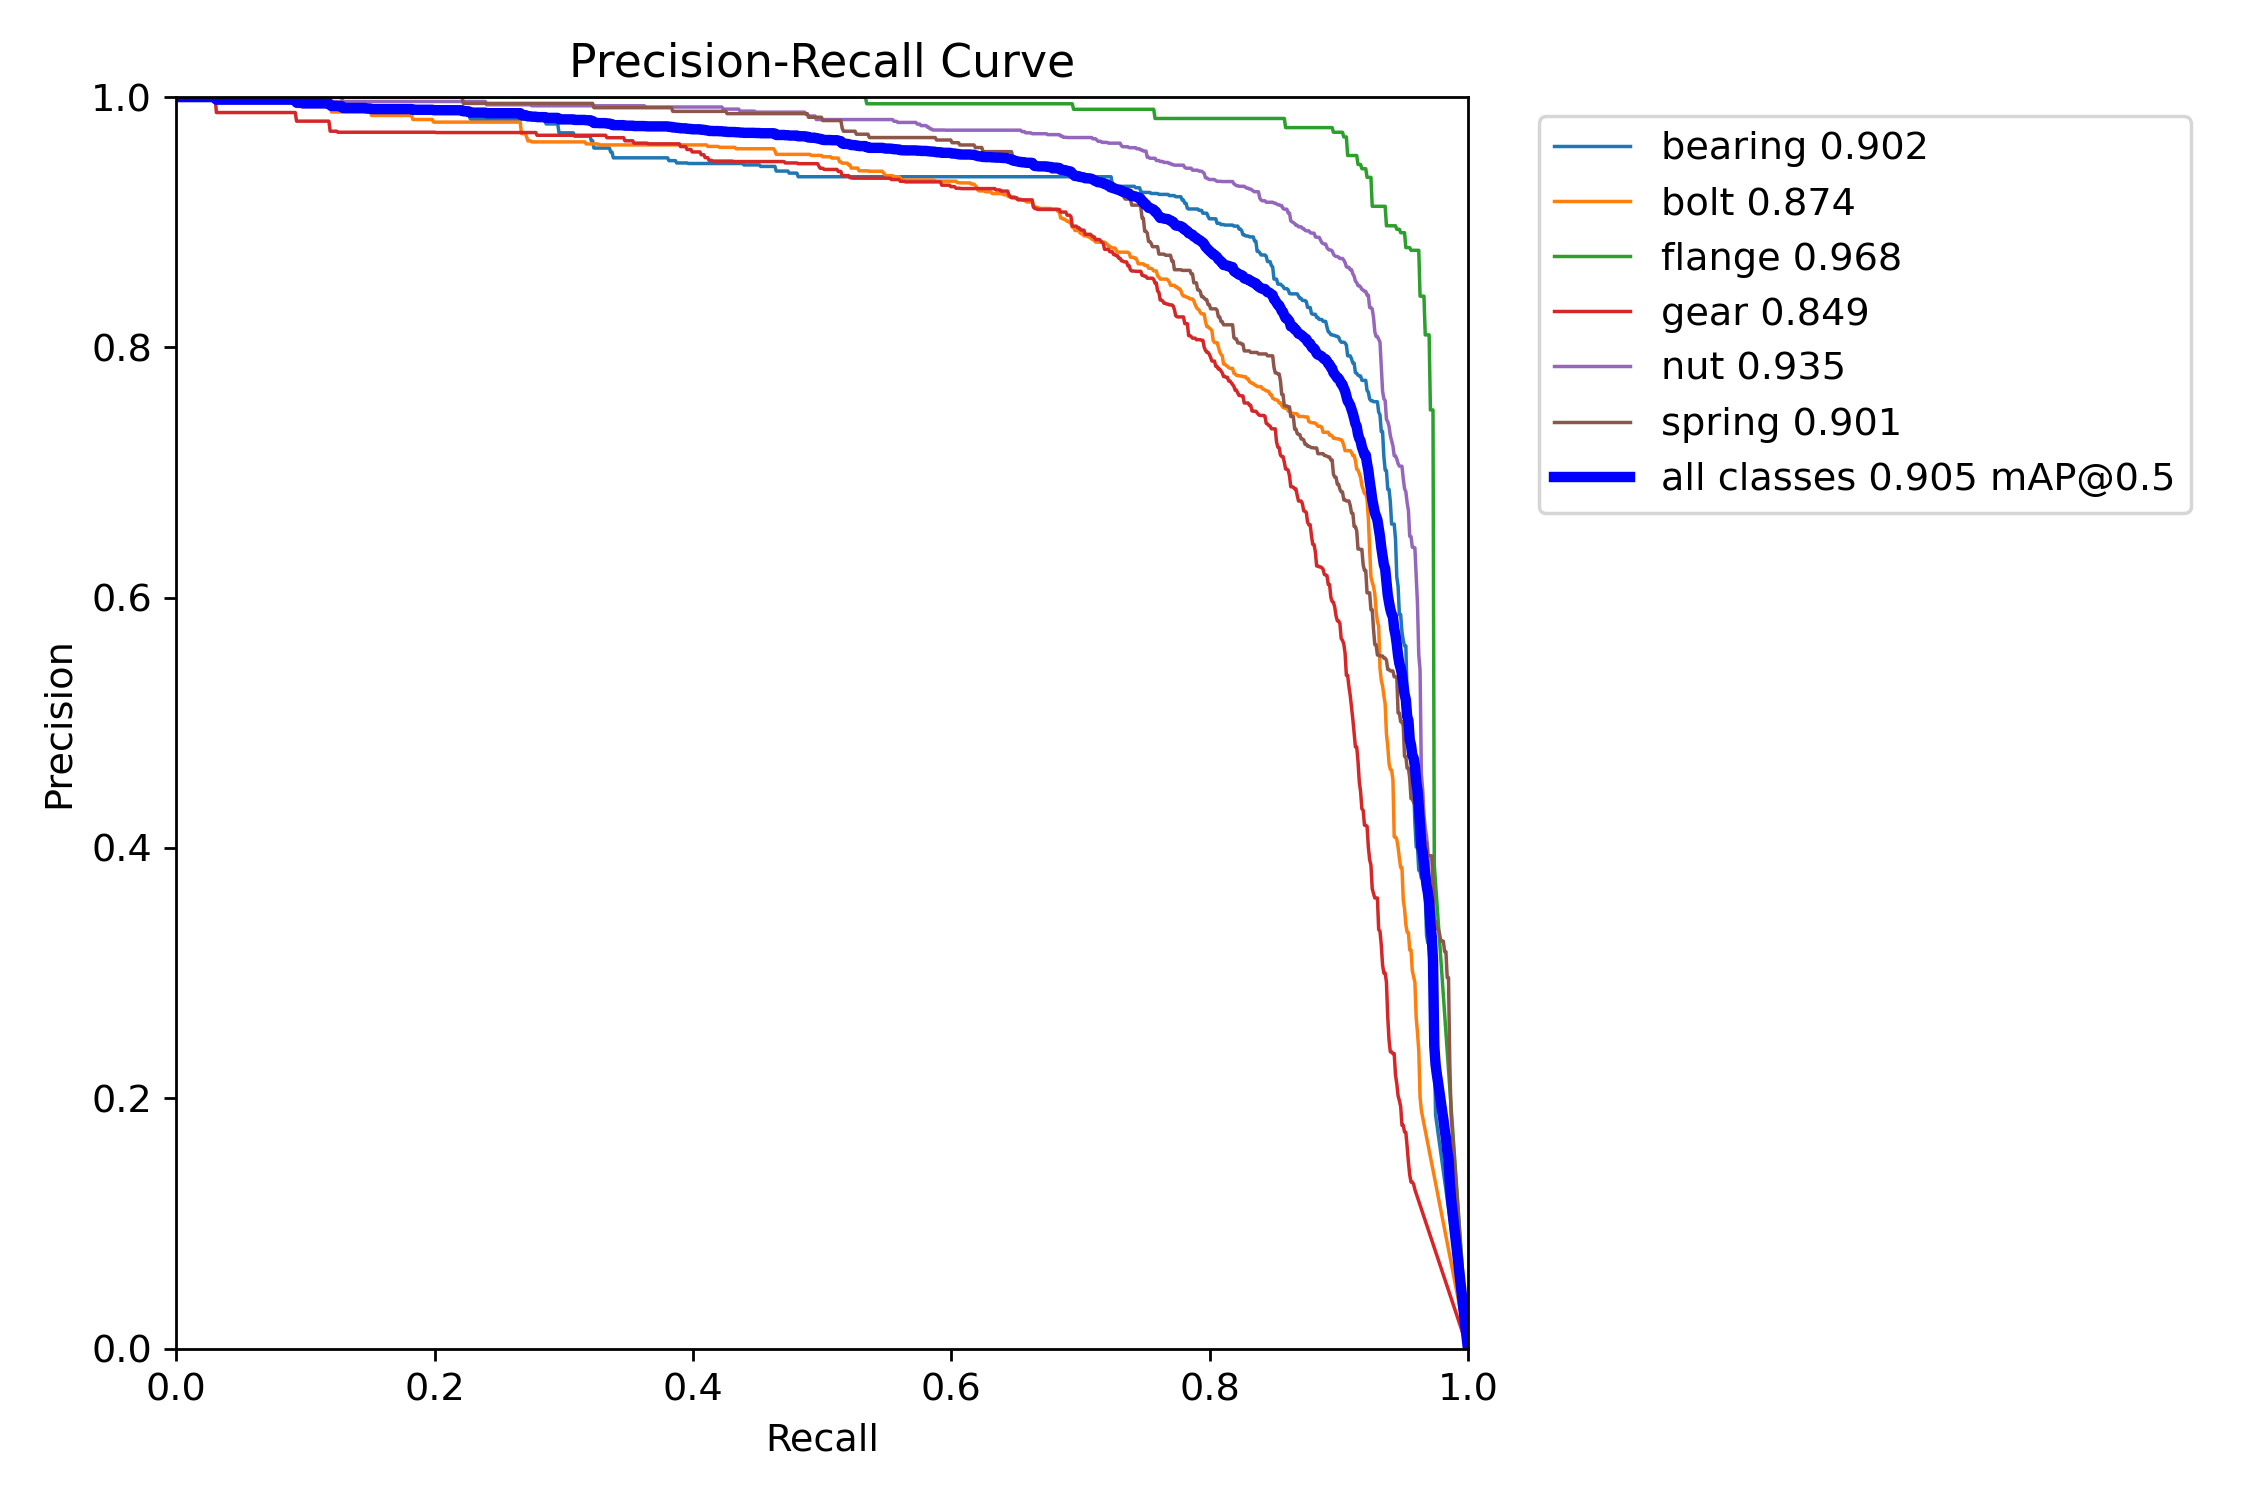 Precision-Recall Curve
1.0
0.8
0.6
0.4
0.2
0.0
Precision
0.0 0.2 0.4 0.6 0.8 1.0
Recall
bearing 0.902
bolt 0.874
flange 0.968
gear 0.849
nut 0.935
spring 0.901
all classes 0.905 mAP@0.5